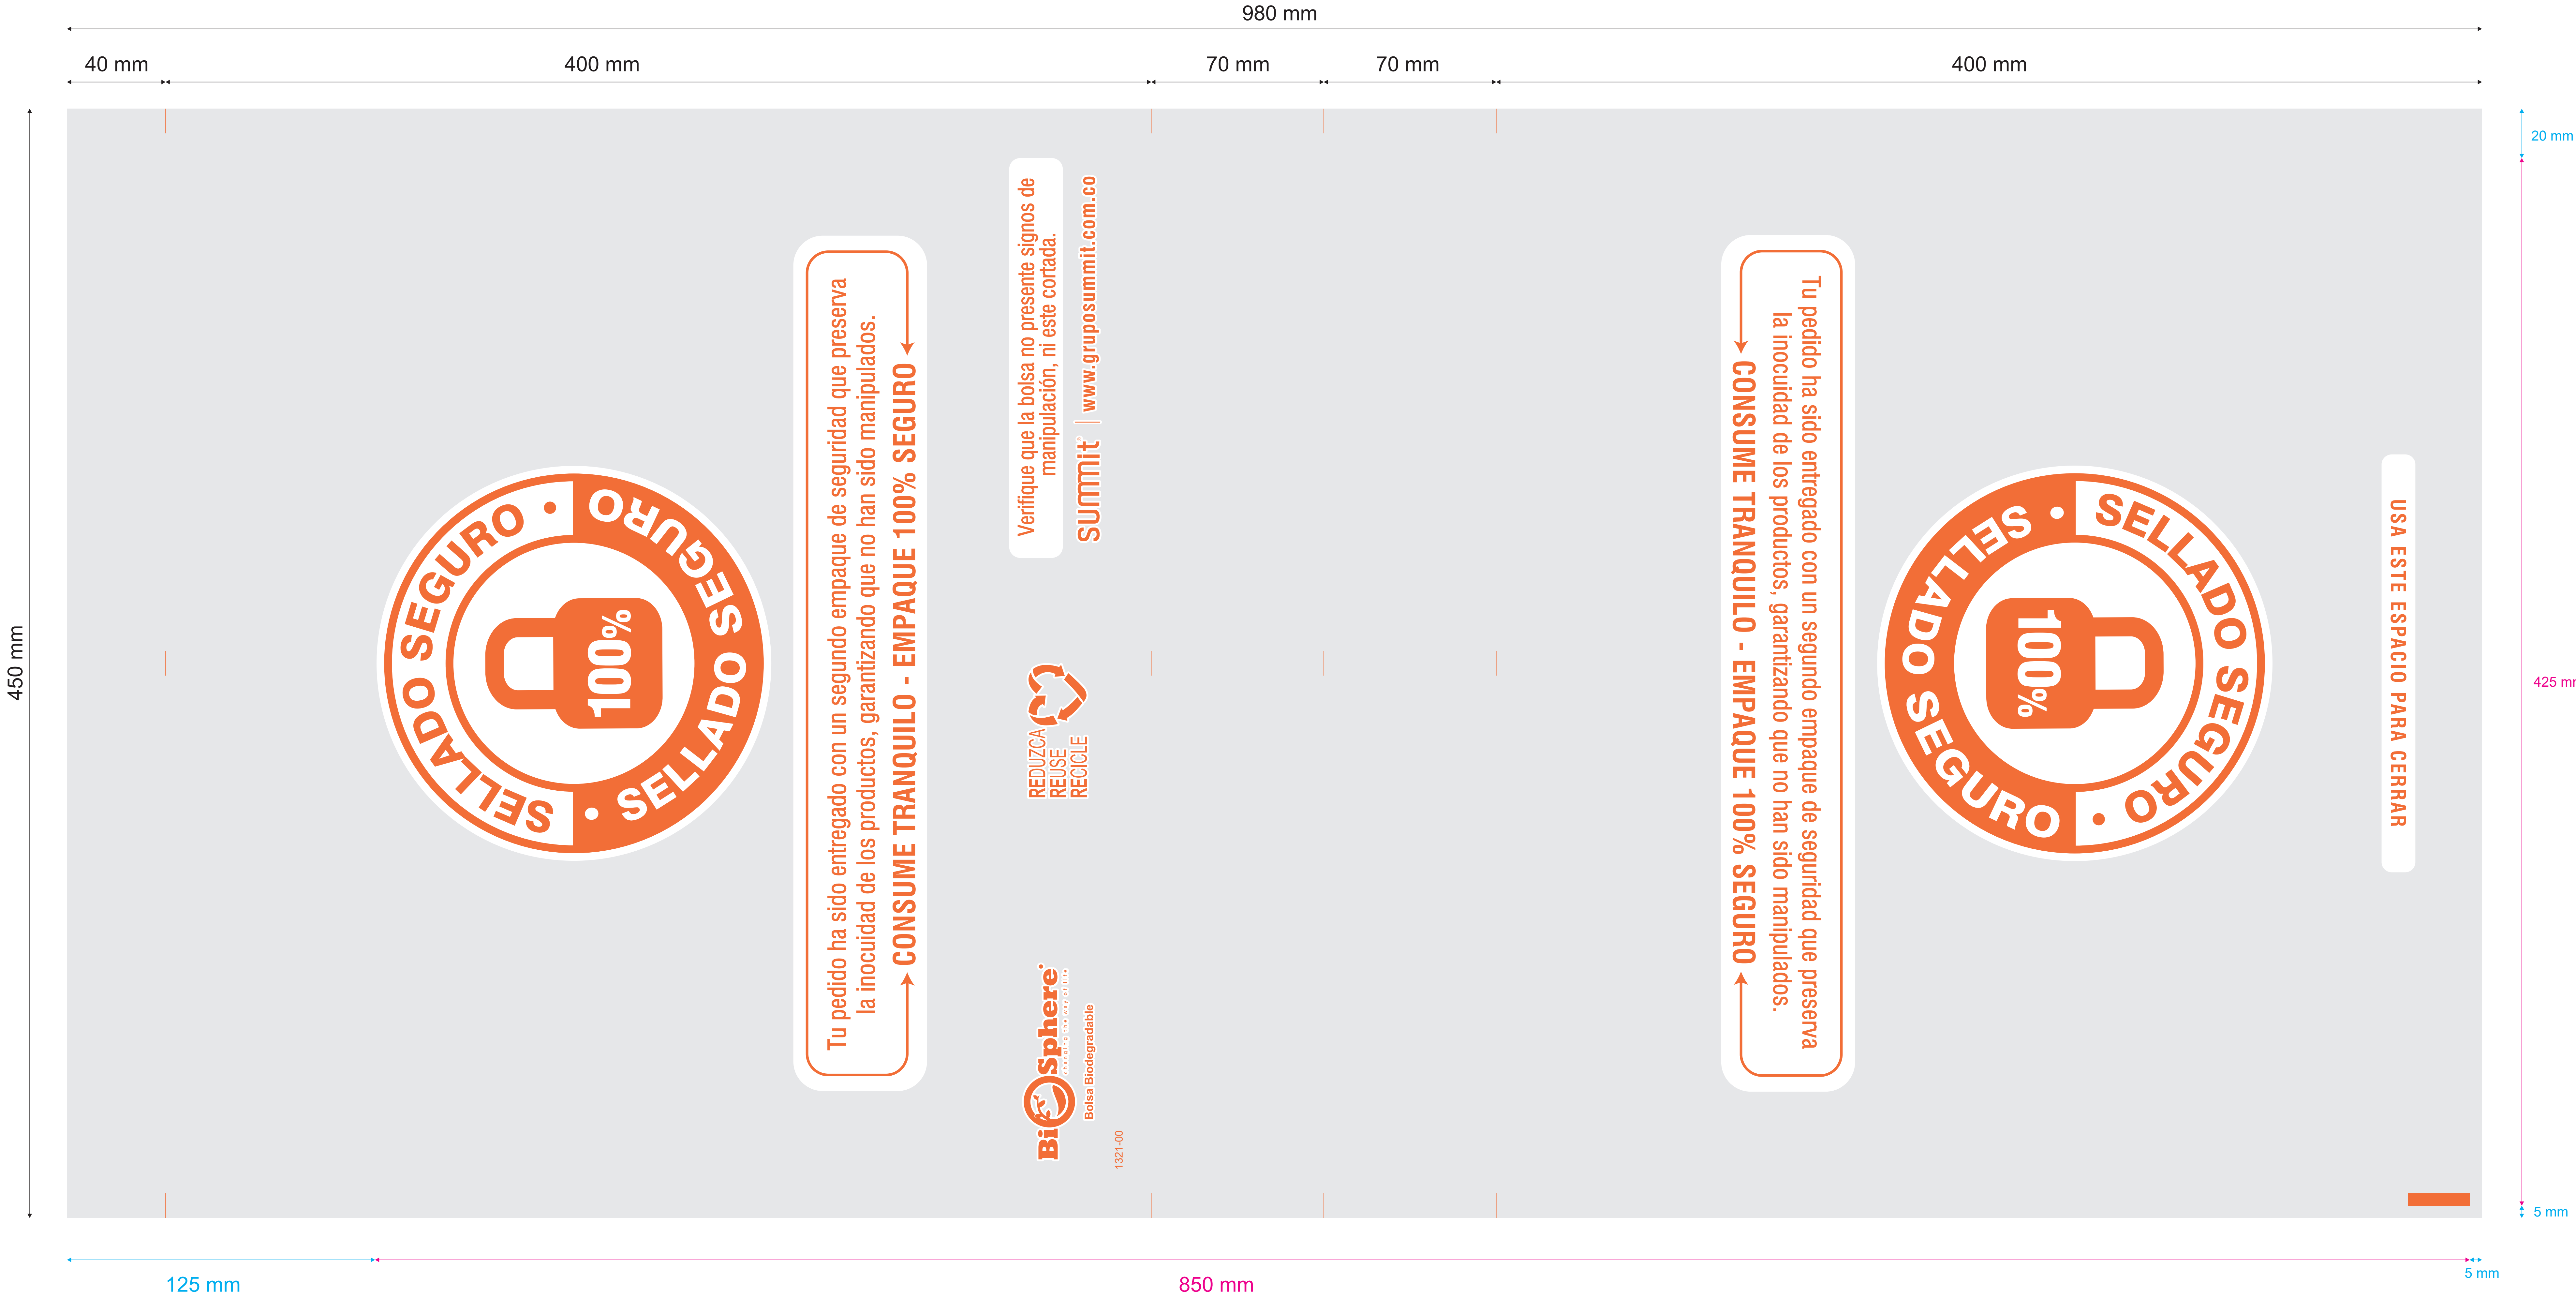 980 mm
40 mm
400 mm
70 mm
70 mm
400 mm
450 mm
20 mm
425 mm
5 mm
125 mm
850 mm
5 mm
SELLADO SEGURO •
SELLADO SEGURO •
100%
Tu pedido ha sido entregado con un segundo empaque de seguridad que preserva
la inocuidad de los productos, garantizando que no han sido manipulados.
CONSUME TRANQUILO - EMPAQUE 100% SEGURO
Verifique que la bolsa no presente signos de
manipulación, ni este cortada.
summit | www.gruposummit.com.co
REDUZCA
REUSE
RECICLE
BioSphere
changing the way of life
Bolsa Biodegradable
1321-00
CONSUME TRANQUILO - EMPAQUE 100% SEGURO
Tu pedido ha sido entregado con un segundo empaque de seguridad que preserva
la inocuidad de los productos, garantizando que no han sido manipulados.
SELLADO SEGURO •
SELLADO SEGURO •
100%
USA ESTE ESPACIO PARA CERRAR